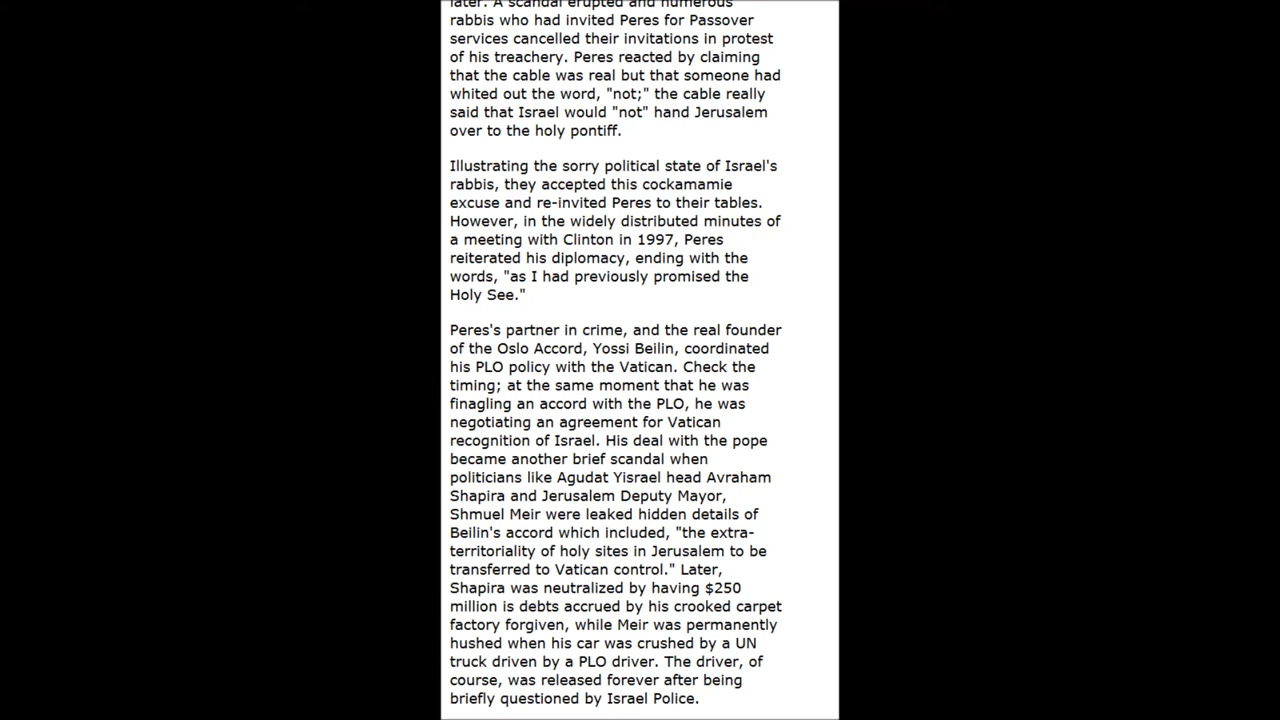 later. A scandal erupted and numerous
rabbis who had invited Peres for Passover
services cancelled their invitations in protest
of his treachery. Peres reacted by claiming
that the cable was real but that someone had
whited out the word, "not;" the cable really
said that Israel would "not" hand Jerusalem
over to the holy pontiff.
Illustrating the sorry political state of Israel's
rabbis, they accepted this cockamamie
excuse and re-invited Peres to their tables.
However, in the widely distributed minutes of
a meeting with Clinton in 1997, Peres
reiterated his diplomacy, ending with the
words, "as I had previously promised the
Holy See."
Peres's partner in crime, and the real founder
of the Oslo Accord, Yossi Beilin, coordinated
his PLO policy with the Vatican. Check the
timing; at the same moment that he was
finagling an accord with the PLO, he was
negotiating an agreement for Vatican
recognition of Israel. His deal with the pope
became another brief scandal when
politicians like Agudat Yisrael head Avraham
Shapira and Jerusalem Deputy Mayor,
Shmuel Meir were leaked hidden details of
Beilin's accord which included, "the extra-
territoriality of holy sites in Jerusalem to be
transferred to Vatican control." Later,
Shapira was neutralized by having $250
million is debts accrued by his crooked carpet
factory forgiven, while Meir was permanently
hushed when his car was crushed by a UN
truck driven by a PLO driver. The driver, of
course, was released forever after being
briefly questioned by Israel Police.